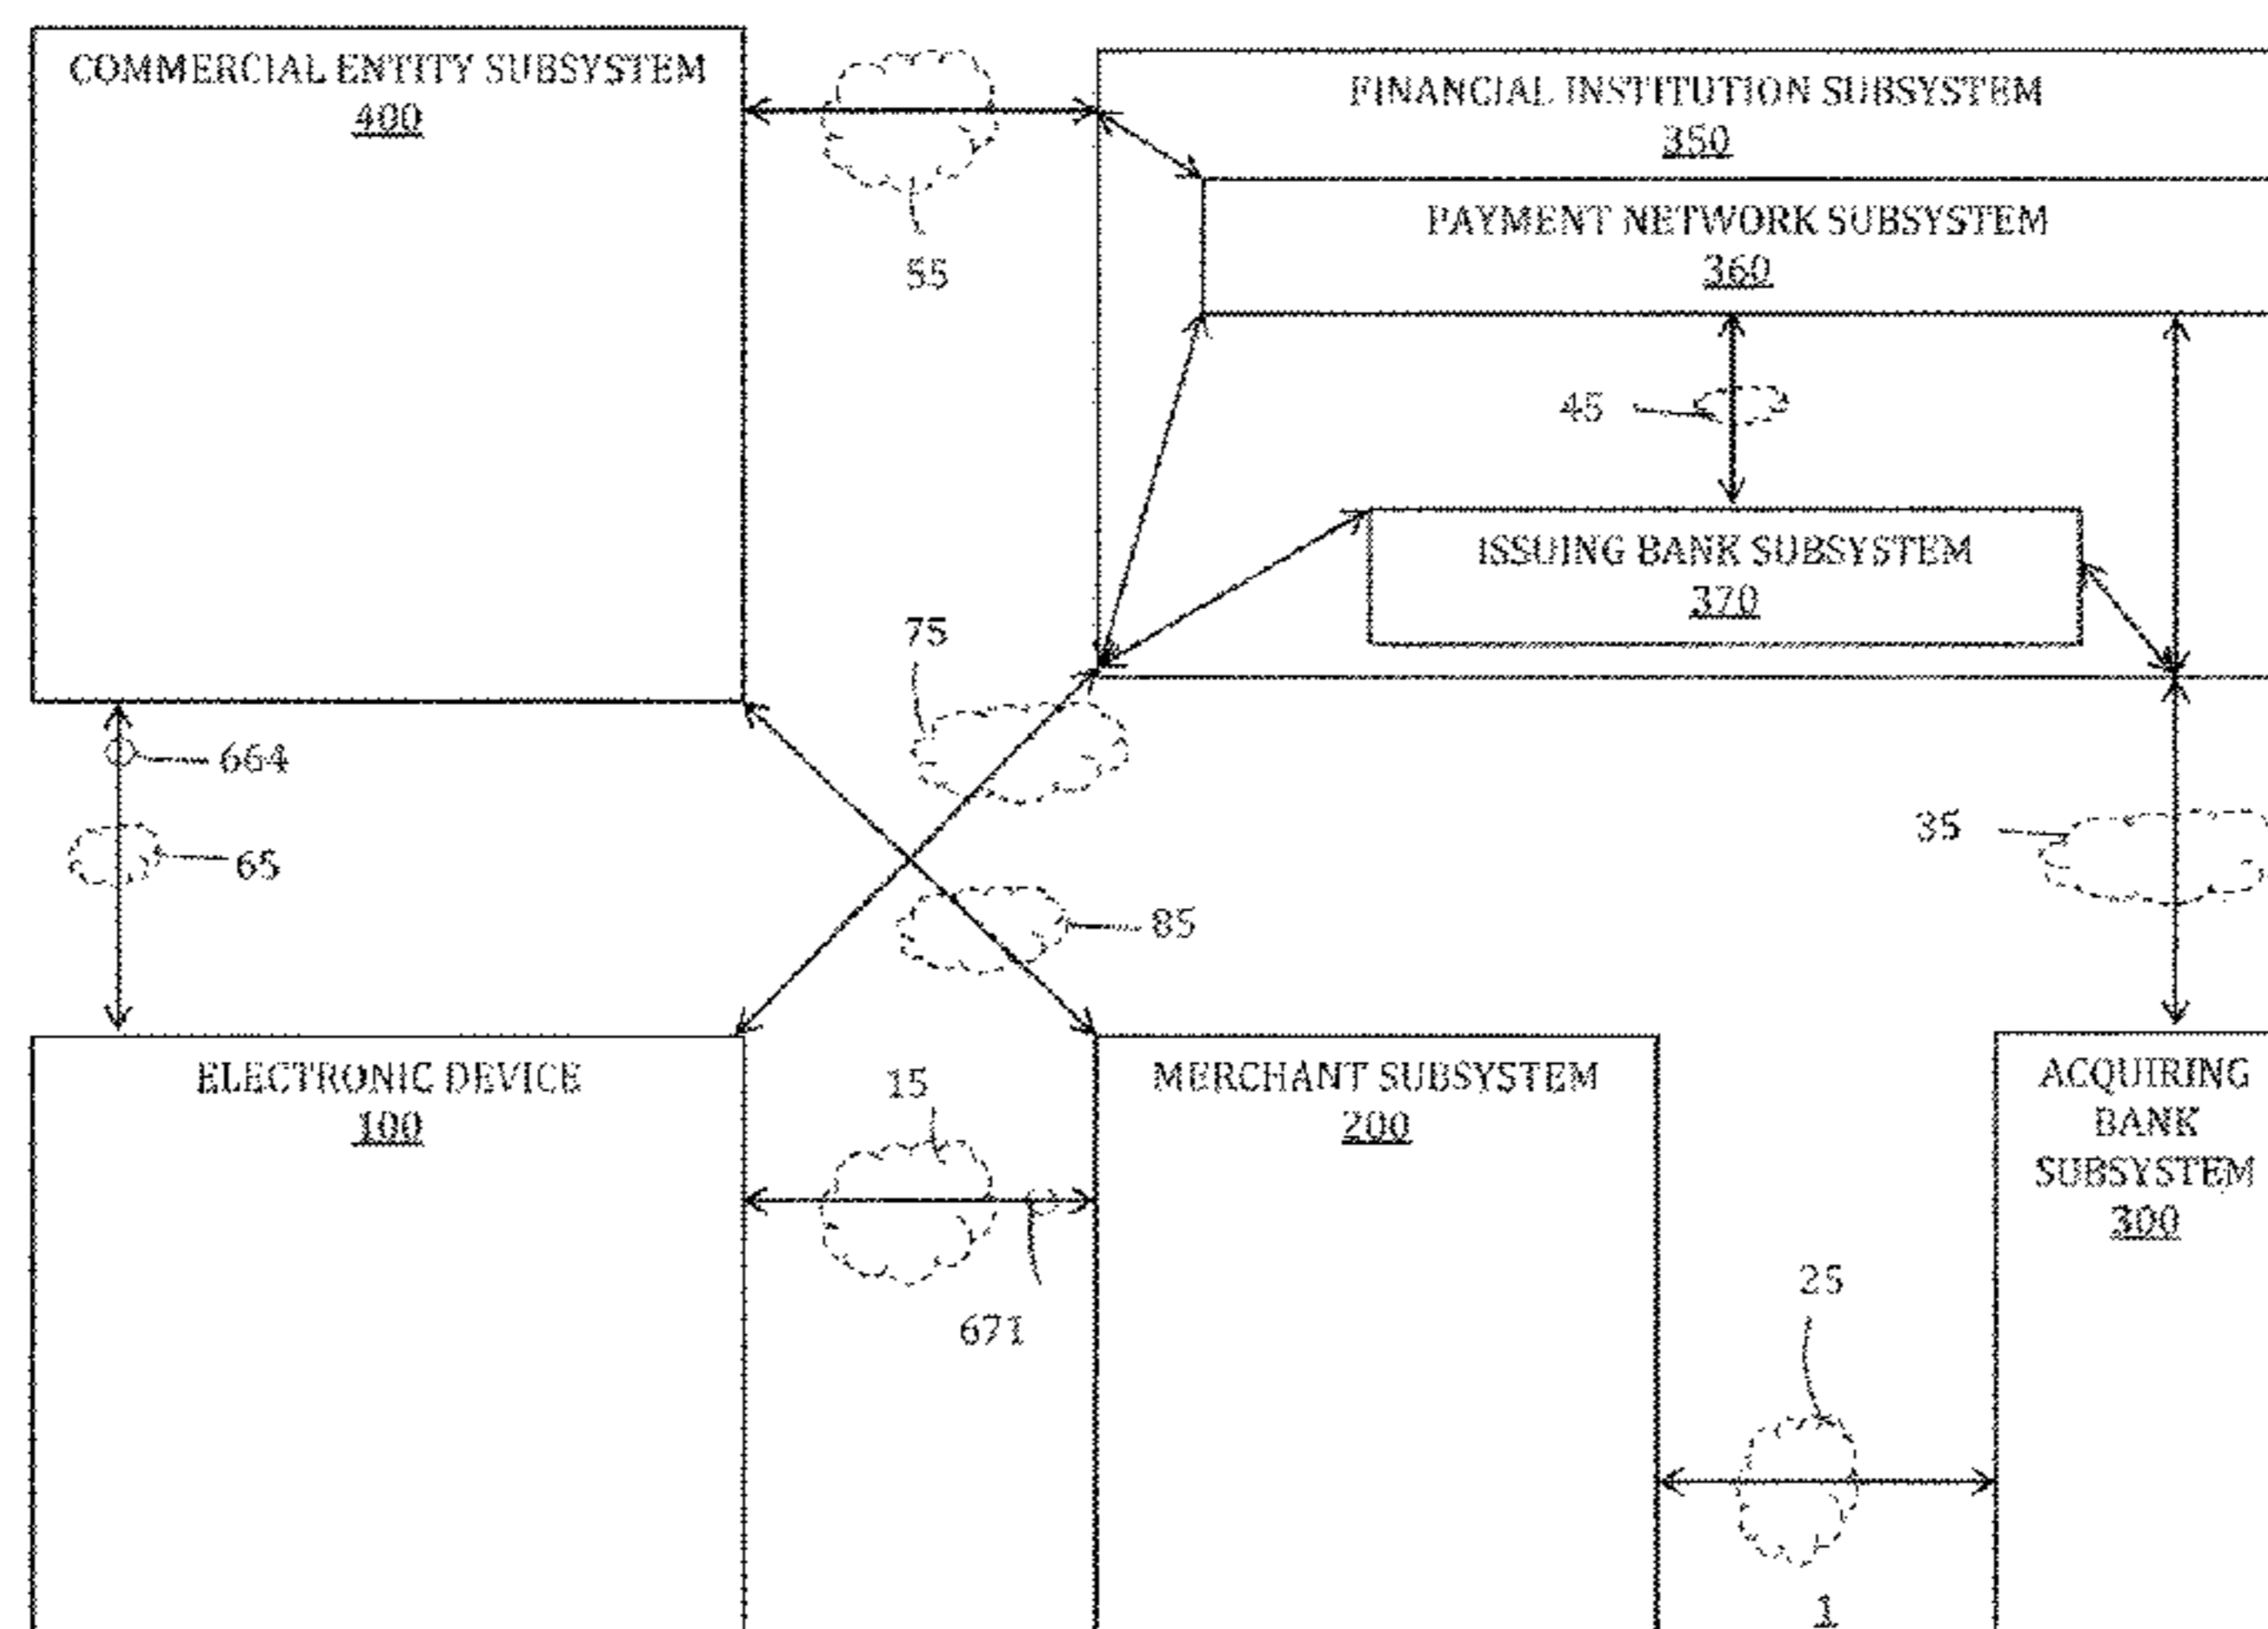 COMMERCIAL ENTITY SUBSYSTEM
400
FINANCIAL INSTITUTION SUBSYSTEM
350
PAYMENT NETWORK SUBSYSTEM
360
55
45
ISSUING BANK SUBSYSTEM
370
75
664
65
35
85
ELECTRONIC DEVICE
100
15
671
MERCHANT SUBSYSTEM
200
ACQUIRING
BANK
SUBSYSTEM
300
25
1